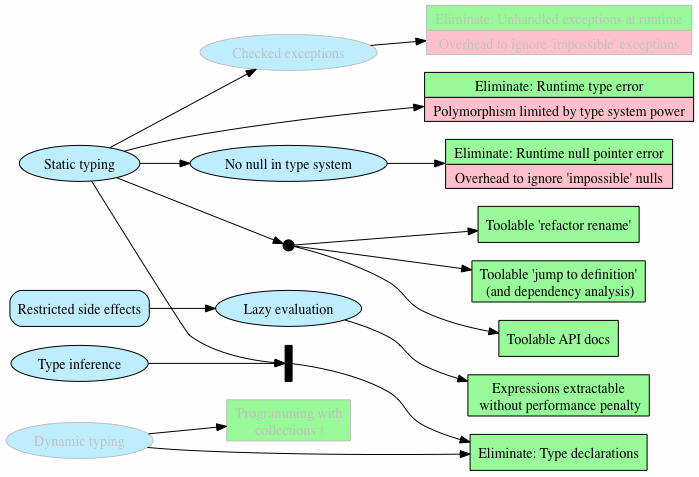 Checked exceptions
Eliminate: Unhandled exceptions at runtime
Overhead to ignore 'impossible' exceptions
Eliminate: Runtime type error
Polymorphism limited by type system power
Static typing
No null in type system
Eliminate: Runtime null pointer error
Overhead to ignore 'impossible' nulls
Toolable 'refactor rename'
Toolable 'jump to definition'
(and dependency analysis)
Restricted side effects
Lazy evaluation
Toolable API docs
Type inference
Expressions extractable
without performance penalty
'Programming with
Dynamic typing
Eliminate: Type declarations